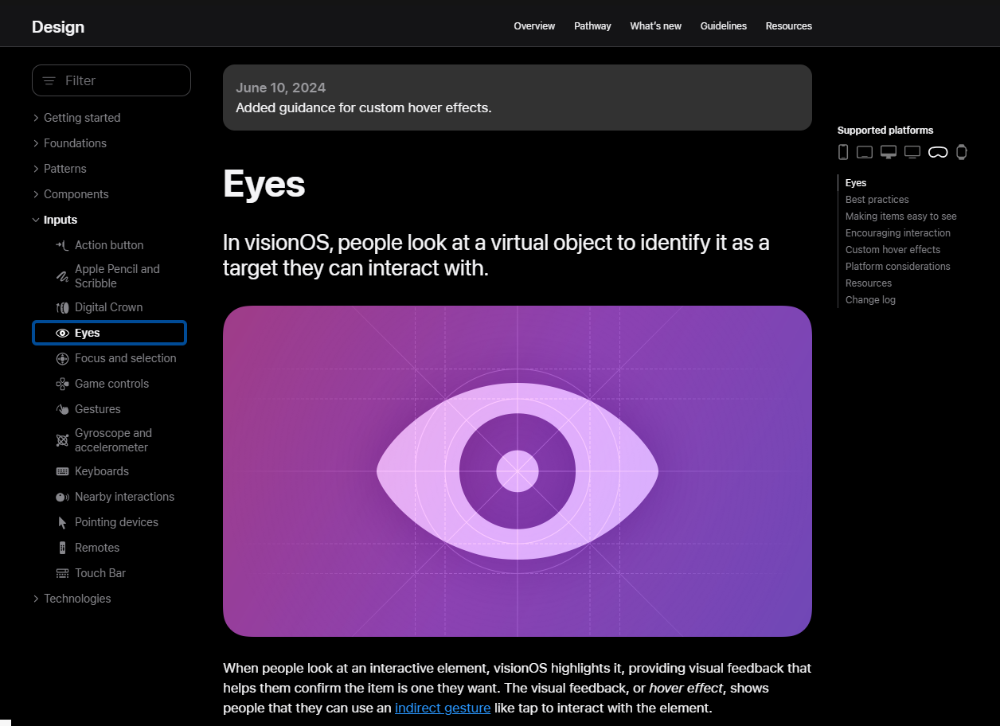 Design
Overview
Pathway
What's new
Guidelines
Resources
Filter
Getting started
Foundations
Patterns
Components
Inputs
Action button
Apple Pencil and
Scribble
Digital Crown
Eyes
Focus and selection
Game controls
Gestures
Gyroscope and
accelerometer
Keyboards
Nearby interactions
Pointing devices
Remotes
Touch Bar
Technologies
June 10, 2024
Added guidance for custom hover effects.
Eyes
In visionOS, people look at a virtual object to identify it as a
target they can interact with.
When people look at an interactive element, visionOS highlights it, providing visual feedback that
helps them confirm the item is one they want. The visual feedback, or hover effect, shows
people that they can use an indirect gesture like tap to interact with the element.
Supported platforms
Eyes
Best practices
Making items easy to see
Encouraging interaction
Custom hover effects
Platform considerations
Resources
Change log